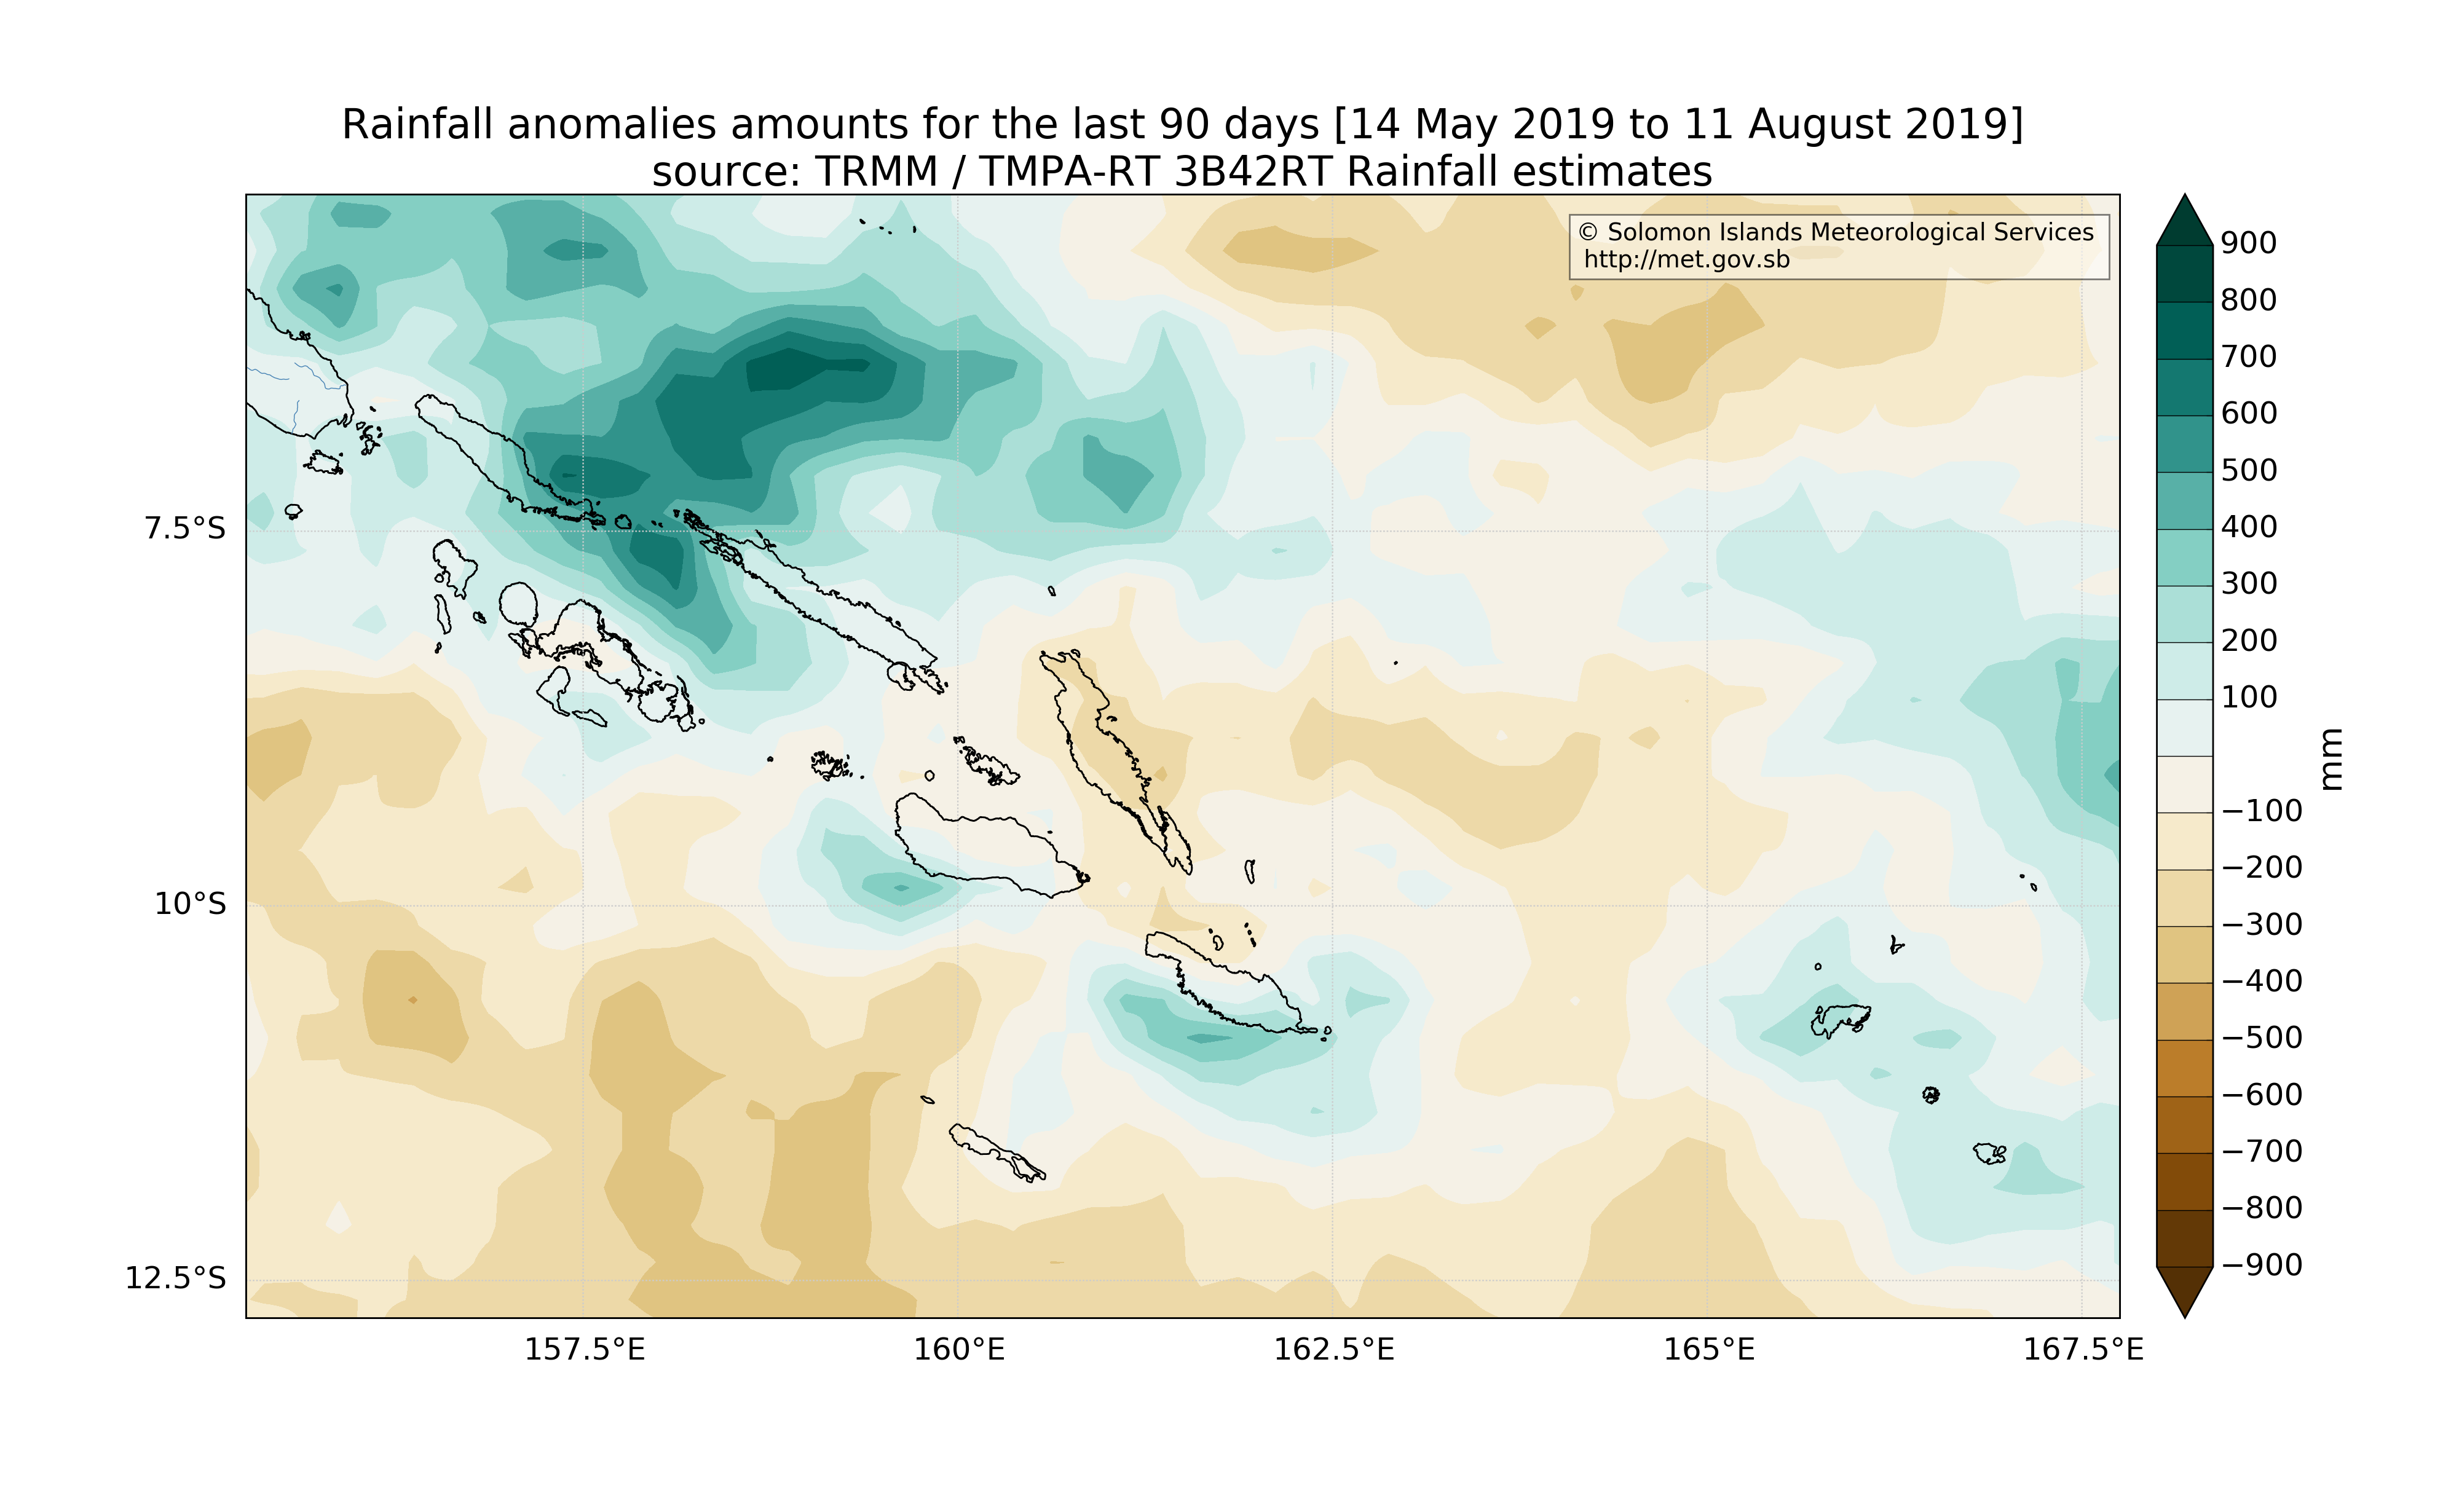 Rainfall anomalies amounts for the last 90 days [14 May 2019 to 11 August 2019]
source: TRMM / TMPA-RT 3B42RT Rainfall estimates
© Solomon Islands Meteorological Services
http://met.gov.sb
7.5°S
10°S
12.5°S
157.5°E
160°E
162.5°E
165°E
167.5°E
900
800
700
600
500
400
300
200
100
−100
−200
−300
−400
−500
−600
−700
−800
−900
mm